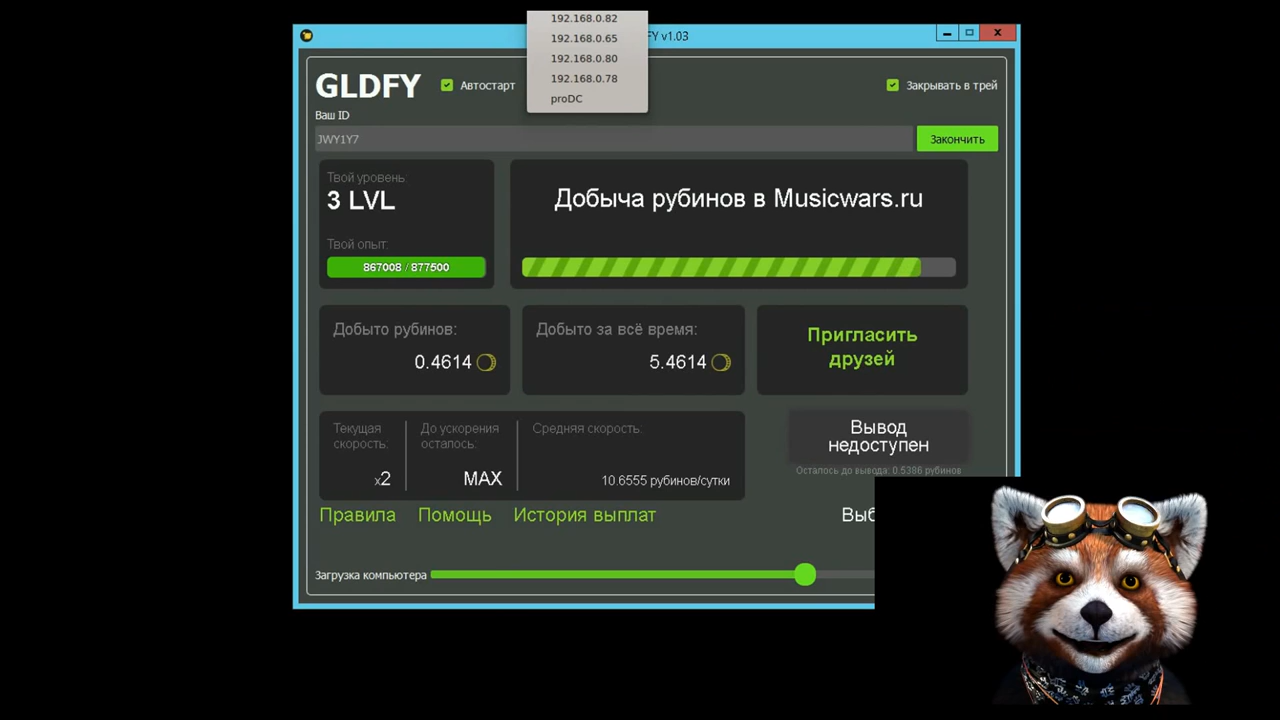 192.168.0.82
192.168.0.65
192.168.0.80
192.168.0.78
proDC
FY v1.03
GLDFY
Автостарт
Закрывать в трей
Ваш ID
JWY1Y7
Закончить
Твой уровень:
3 LVL
Твой опыт:
867008 / 877500
Добыча рубинов в Musicwars.ru
Добыто рубинов:
0.4614
Добыто за всё время:
5.4614
Пригласить
друзей
Текущая
скорость:
x2
До ускорения
осталось:
MAX
Средняя скорость:
10.6555 рубинов/сутки
Вывод
недоступен
Осталось до вывода: 0.5386 рубинов
Правила
Помощь
История выплат
Выб
Загрузка компьютера